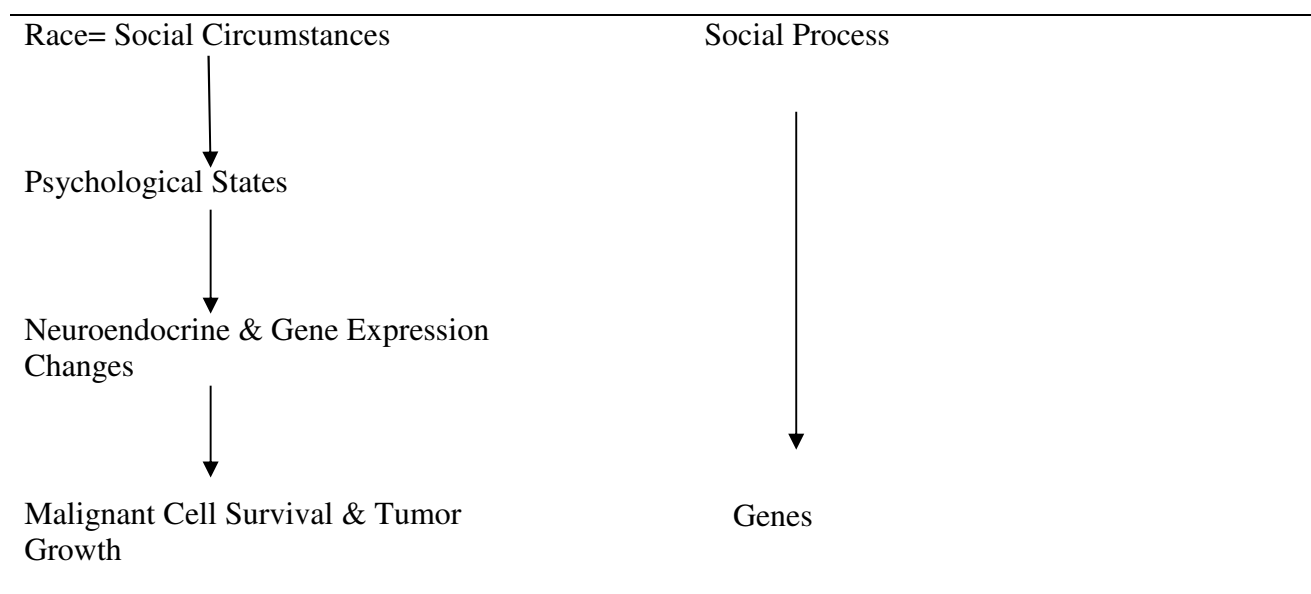 Race= Social Circumstances
Social Process
Psychological States
Neuroendocrine & Gene Expression
Changes
Malignant Cell Survival & Tumor
Growth
Genes